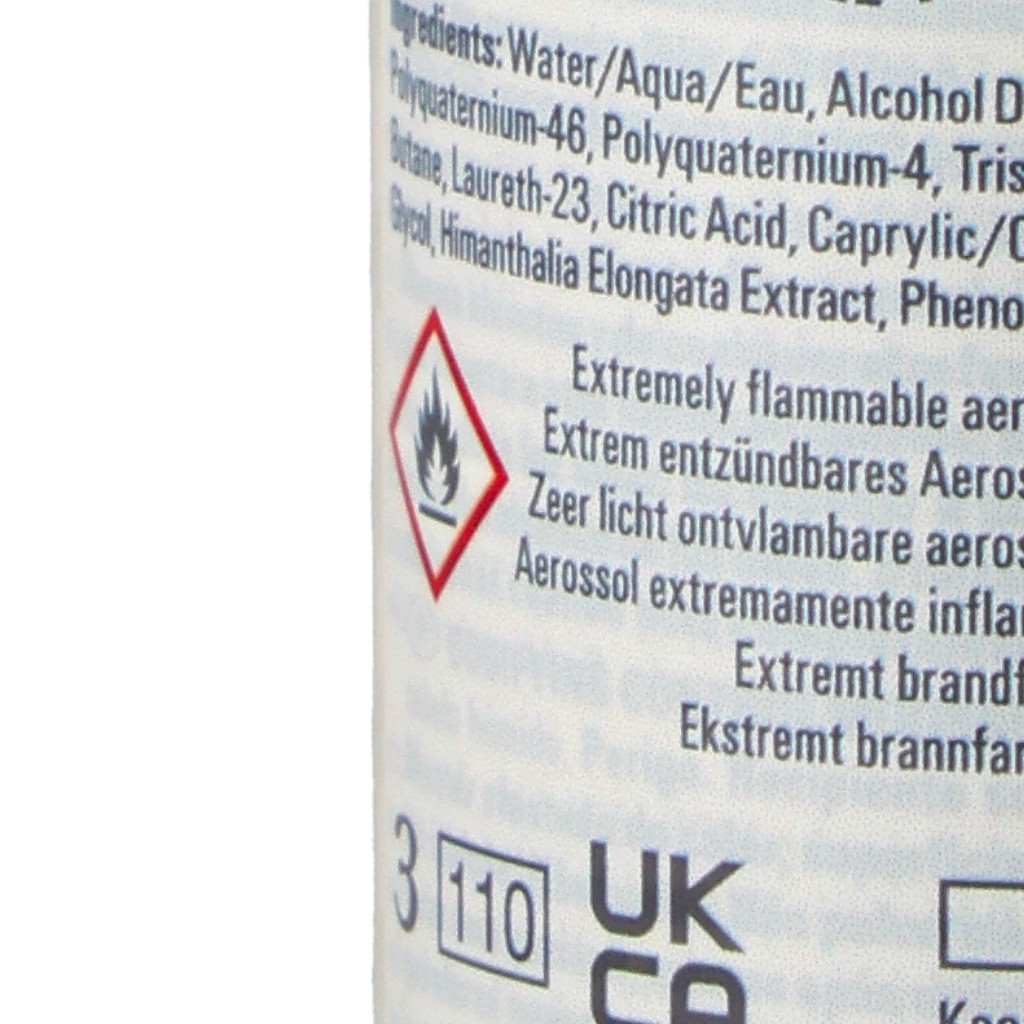 Ingredients: Water/Aqua/Eau, Alcohol D
Polyquaternium-46, Polyquaternium-4, Tris
Butane, Laureth-23, Citric Acid, Caprylic/C
Glycol, Himanthalia Elongata Extract, Pheno
Extremely flammable aer
Extrem entzündbares Aeros
Zeer licht ontvlambare aeros
Aerossol extremamente infla
Extremt brandf
Ekstremt brannfar
3 110 UK
CA